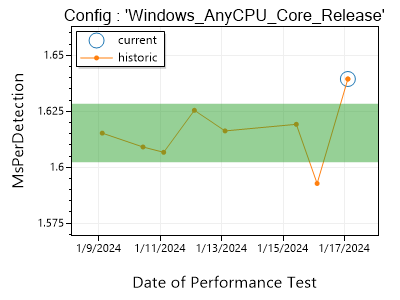 Config : 'Windows_AnyCPU_Core_Release'
current
historic
1.65
1.625
1.6
1.575
MsPerDetection
1/9/2024 1/11/2024 1/13/2024 1/15/2024 1/17/2024
Date of Performance Test